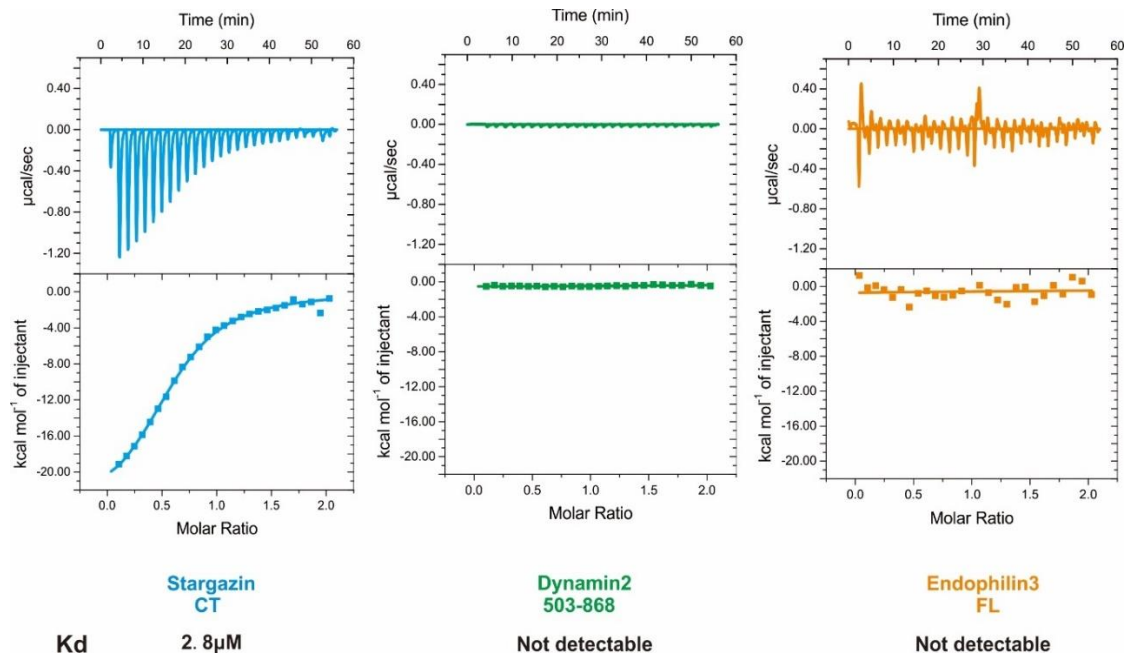 Time (min)
0 10 20 30 40 50 60
0.40
0.00
-0.40
-0.80
-1.20
µcal/sec
0.00
-4.00
-8.00
-12.00
-16.00
-20.00
kcal mol⁻¹ of injectant
0.0 0.5 1.0 1.5 2.0
Molar Ratio
Time (min)
0 10 20 30 40 50 60
0.40
0.00
-0.40
-0.80
-1.20
µcal/sec
0.00
-4.00
-8.00
-12.00
-16.00
-20.00
kcal mol⁻¹ of injectant
0.0 0.5 1.0 1.5 2.0
Molar Ratio
Time (min)
0 10 20 30 40 50 60
0.40
0.00
-0.40
-0.80
-1.20
µcal/sec
0.00
-4.00
-8.00
-12.00
-16.00
-20.00
kcal mol⁻¹ of injectant
0.0 0.5 1.0 1.5 2.0
Molar Ratio
Stargazin
CT
Dynamin2
503-868
Endophilin3
FL
Kd 2. 8µM Not detectable Not detectable